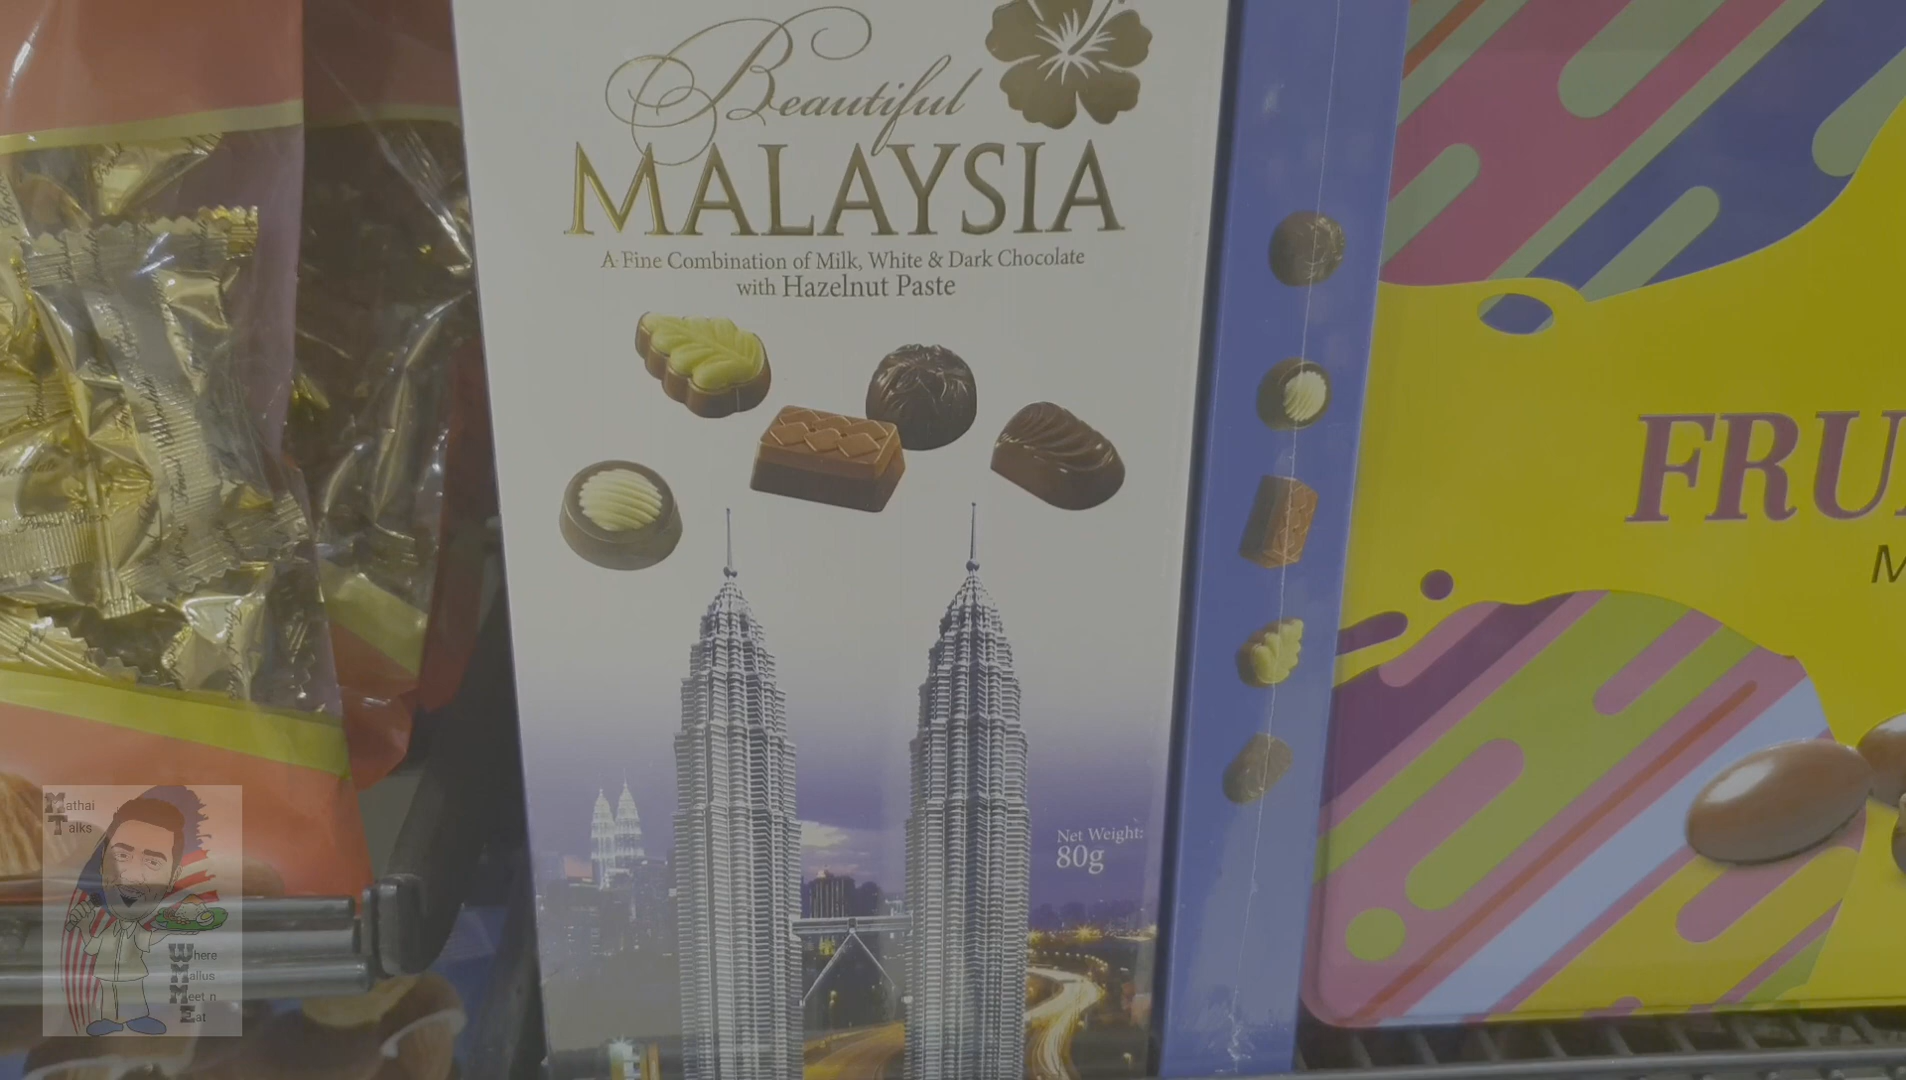 Beautiful
MALAYSIA
A Fine Combination of Milk, White & Dark Chocolate
with Hazelnut Paste
Net Weight:
80g
FRU
M
Mathai
Talks
Where
Mallus
Meet n
Eat